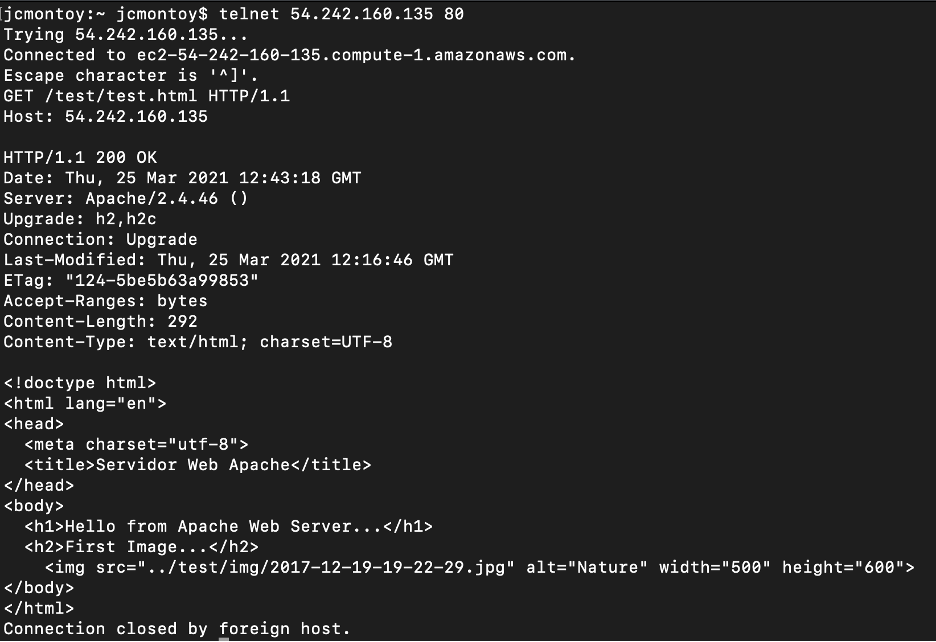 [jcmontoy:~ jcmontoy$ telnet 54.242.160.135 80
Trying 54.242.160.135...
Connected to ec2-54-242-160-135.compute-1.amazonaws.com.
Escape character is '^]'.
GET /test/test.html HTTP/1.1
Host: 54.242.160.135

HTTP/1.1 200 OK
Date: Thu, 25 Mar 2021 12:43:18 GMT
Server: Apache/2.4.46 ()
Upgrade: h2,h2c
Connection: Upgrade
Last-Modified: Thu, 25 Mar 2021 12:16:46 GMT
ETag: "124-5be5b63a99853"
Accept-Ranges: bytes
Content-Length: 292
Content-Type: text/html; charset=UTF-8

<!doctype html>
<html lang="en">
<head>
  <meta charset="utf-8">
  <title>Servidor Web Apache</title>
</head>
<body>
  <h1>Hello from Apache Web Server...</h1>
  <h2>First Image...</h2>
    <img src="../test/img/2017-12-19-19-22-29.jpg" alt="Nature" width="500" height="600">
</body>
</html>
Connection closed by foreign host.